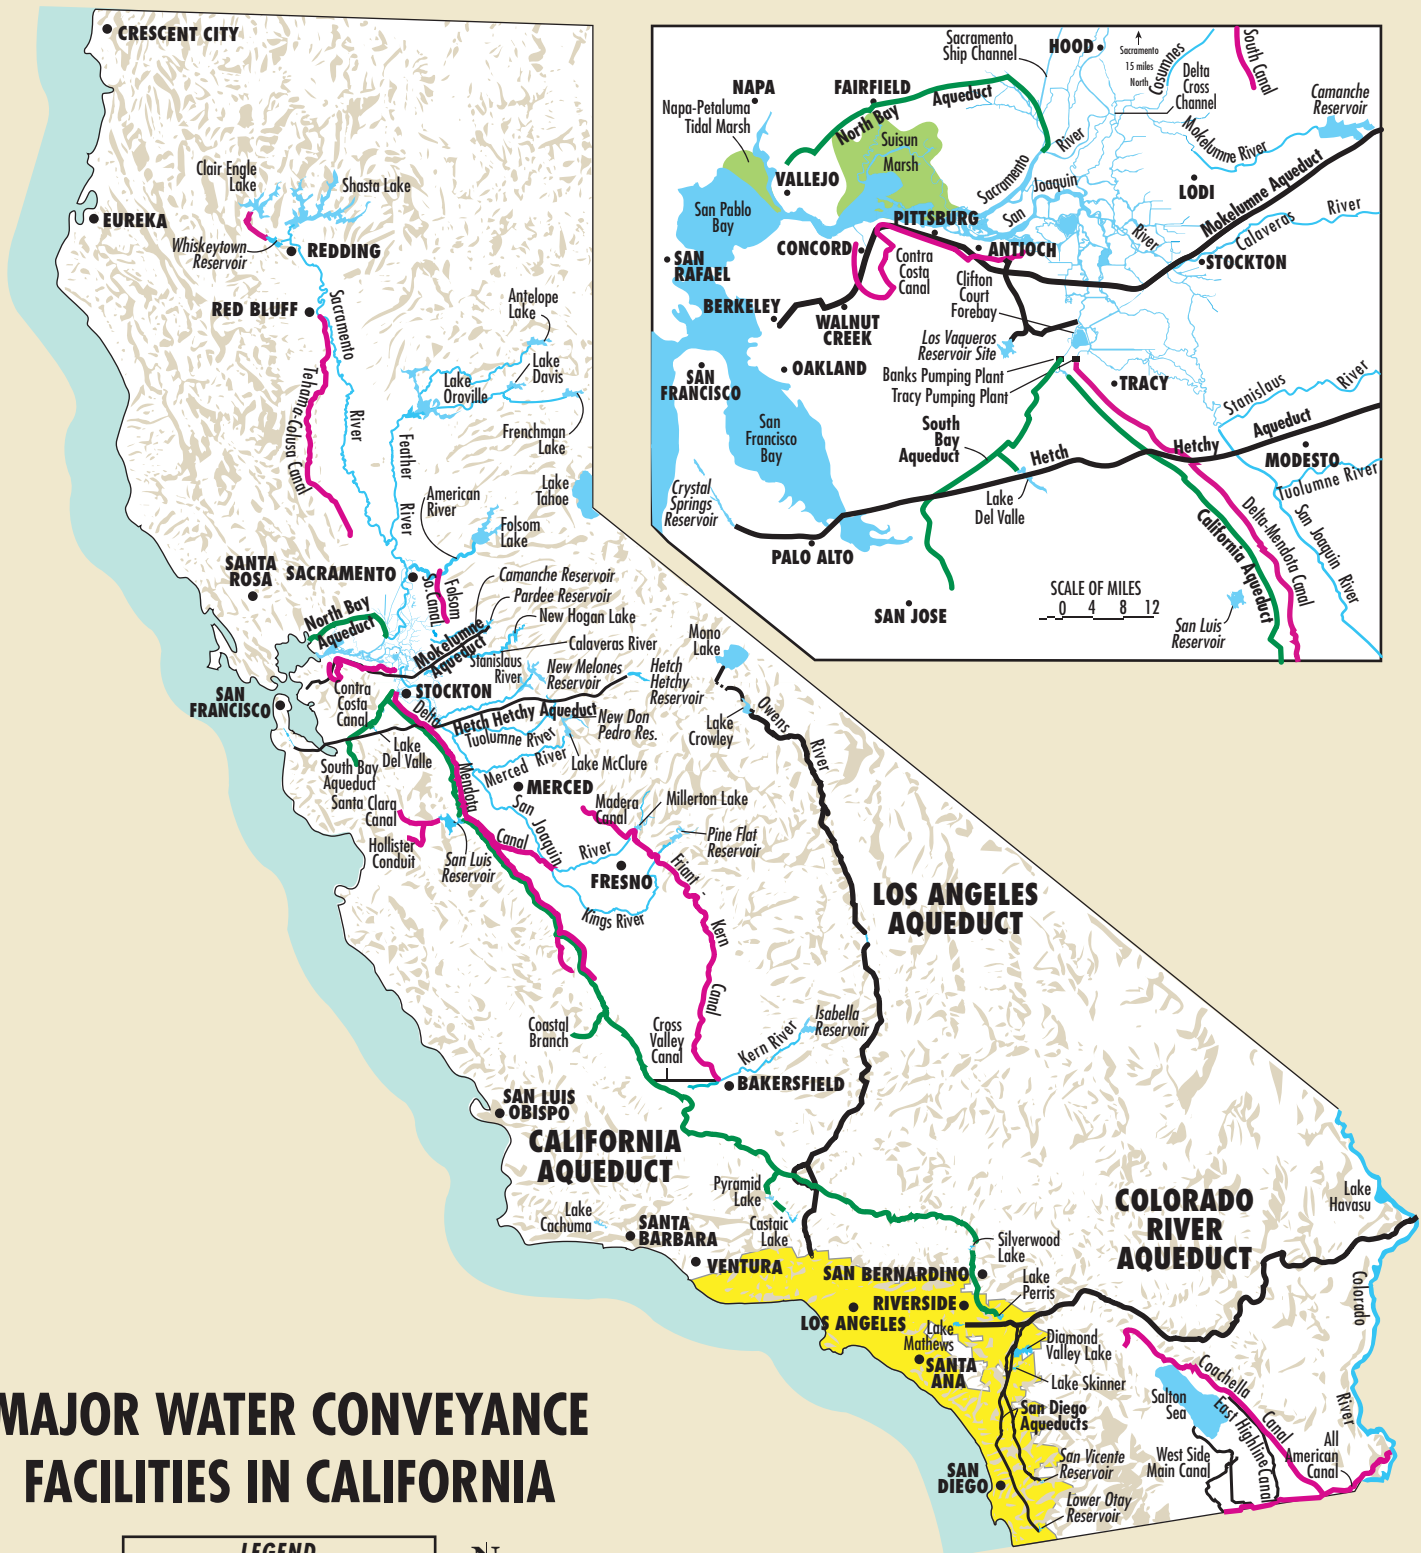 CRESCENT CITY
Clair Engle
Lake
Shasta Lake
EUREKA
Whiskeytown
Reservoir
REDDING
RED BLUFF
Sacramento
River
Antelope
Lake
Lake
Davis
Lake
Oroville
Frenchman
Lake
Tehama-Colusa Canal
Feather
River
American
River
Lake
Tahoe
Folsom
Lake
SANTA
ROSA
SACRAMENTO
Folsom
So. Canal
Camanche Reservoir
Pardee Reservoir
New Hogan Lake
North Bay
Aqueduct
Mokelumne
Aqueduct
Calaveras River
Stanislaus
River
New Melones
Reservoir
Hetch
Hetchy
Reservoir
Mono
Lake
SAN
FRANCISCO
Contra
Costa
Canal
STOCKTON
Delta
Mendota
Canal
Hetch Hetchy Aqueduct
New Don
Pedro Res.
Tuolumne River
Lake
Crowley
Owens
River
Lake
Del Valle
South Bay
Aqueduct
Merced River
Lake McClure
MERCED
Santa Clara
Canal
Hollister
Conduit
San Luis
Reservoir
San
Joaquin
River
Madera
Canal
Millerton Lake
Pine Flat
Reservoir
FRESNO
Friant -
Kern
Canal
Kings River
LOS ANGELES
AQUEDUCT
Coastal
Branch
Cross
Valley
Canal
Kern River
Isabella
Reservoir
BAKERSFIELD
SAN LUIS
OBISPO
CALIFORNIA
AQUEDUCT
Pyramid
Lake
Castaic
Lake
Lake
Cachuma
SANTA
BARBARA
VENTURA
Silverwood
Lake
SAN BERNARDINO
Lake
Perris
RIVERSIDE
LOS ANGELES
Lake
Mathews
SANTA
ANA
Diamond
Valley Lake
Lake Skinner
San Diego
Aqueducts
San Vicente
Reservoir
SAN
DIEGO
Lower Otay
Reservoir
COLORADO
RIVER
AQUEDUCT
Lake
Havasu
Colorado
River
Coachella
Canal
Salton
Sea
East Highline Canal
West Side
Main Canal
All
American
Canal
Sacramento
Ship Channel
HOOD
Sacramento
15 miles
North
Cosumnes
Delta
Cross
Channel
South Canal
Camanche
Reservoir
NAPA
FAIRFIELD
Napa-Petaluma
Tidal Marsh
North Bay
Aqueduct
Suisun
Marsh
VALLEJO
Sacramento
River
San
Joaquin
River
Mokelumne River
LODI
Mokelumne Aqueduct
San Pablo
Bay
PITTSBURG
CONCORD
ANTIOCH
Calaveras
River
STOCKTON
SAN
RAFAEL
Contra
Costa
Canal
Clifton
Court
Forebay
BERKELEY
WALNUT
CREEK
Los Vaqueros
Reservoir Site
OAKLAND
Banks Pumping Plant
Tracy Pumping Plant
TRACY
SAN
FRANCISCO
San
Francisco
Bay
South
Bay
Aqueduct
Hetch
Hetchy
Aqueduct
Stanislaus
River
MODESTO
Tuolumne River
Crystal
Springs
Reservoir
Lake
Del Valle
PALO ALTO
California Aqueduct
Delta-Mendota Canal
San Joaquin River
SAN JOSE
SCALE OF MILES
0 4 8 12
San Luis
Reservoir
MAJOR WATER CONVEYANCE
FACILITIES IN CALIFORNIA
LEGEND
N